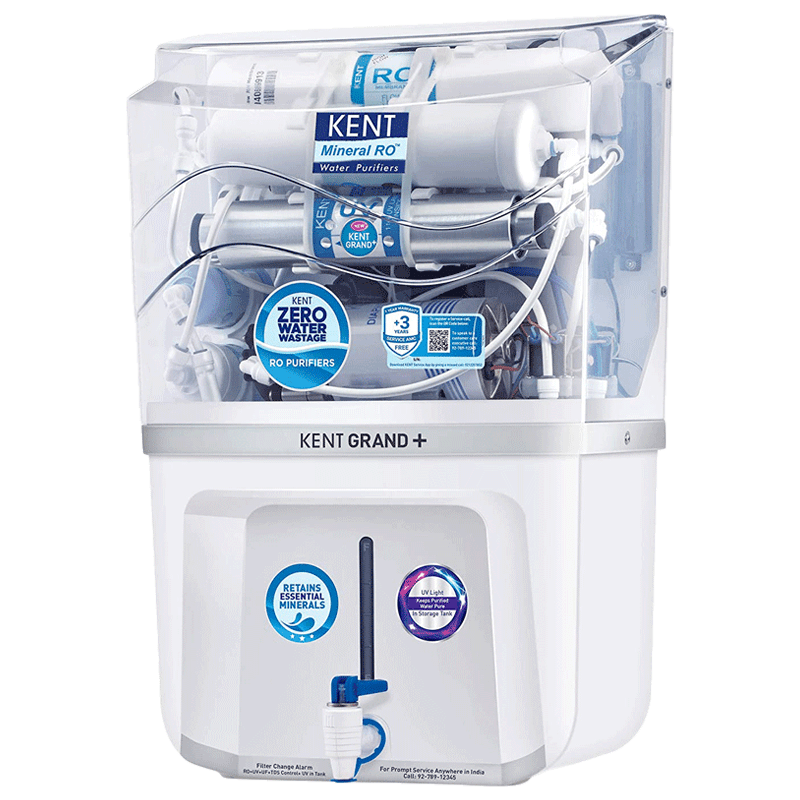 RO
KENT
Mineral RO™
Water Purifiers
KENT
NEW
KENT
GRAND+
KENT
ZERO
WATER
WASTAGE
RO PURIFIERS
+3
YEARS
SERVICE AMC
FREE
KENT GRAND+
RETAINS
ESSENTIAL
MINERALS
UV Light
Keeps Purified
Water Pure
In Storage Tank
Filter Change Alarm
RO+UV+UF+TDS Control+ UV in Tank
For Prompt Service Anywhere in India
Call: 92-789-12345